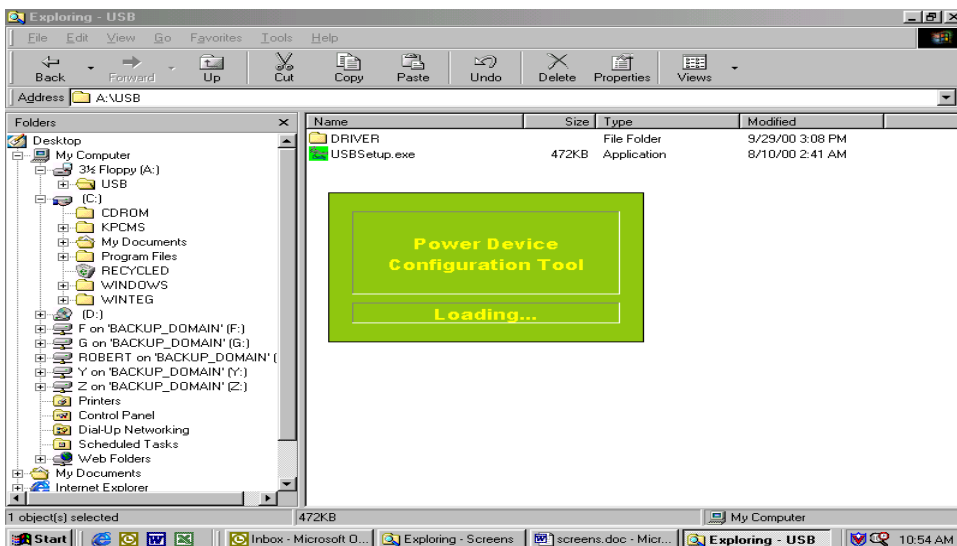 Exploring - USB
File Edit View Go Favorites Tools Help
Back Forward Up Cut Copy Paste Undo Delete Properties Views
Address A:\USB
Folders
Name Size Type Modified
DRIVER File Folder 9/29/00 3:08 PM
USBSetup.exe 472KB Application 8/10/00 2:41 AM
Desktop
My Computer
3½ Floppy (A:)
USB
(C:)
CDROM
KPCMS
My Documents
Program Files
RECYCLED
WINDOWS
WINTEG
(D:)
F on 'BACKUP_DOMAIN' (F:)
G on 'BACKUP_DOMAIN' (G:)
ROBERT on 'BACKUP_DOMAIN' (
Y on 'BACKUP_DOMAIN' (Y:)
Z on 'BACKUP_DOMAIN' (Z:)
Printers
Control Panel
Dial-Up Networking
Scheduled Tasks
Web Folders
My Documents
Internet Explorer
Power Device
Configuration Tool
Loading...
1 object(s) selected 472KB My Computer
Start Inbox - Microsoft O... Exploring - Screens screens.doc - Micr... Exploring - USB 10:54 AM